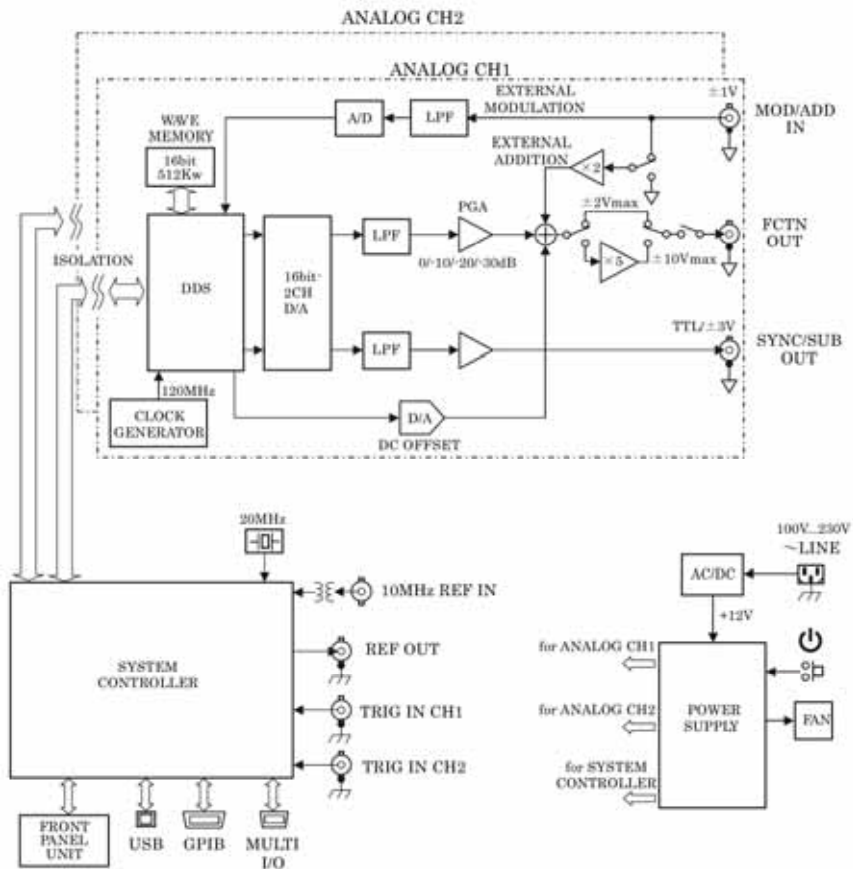 ANALOG CH2
ANALOG CH1
EXTERNAL
MODULATION
±1V
MOD/ADD
IN
A/D
LPF
WAVE
MEMORY
16bit
512Kw
EXTERNAL
ADDITION
×2
PGA
±2Vmax
FCTN
OUT
LPF
0/-10/-20/-30dB
×5
±10Vmax
ISOLATION
DDS
16bit-
2CH
D/A
TTL/±3V
SYNC/SUB
OUT
LPF
120MHz
CLOCK
GENERATOR
D/A
DC OFFSET
20MHz
10MHz REF IN
REF OUT
SYSTEM
CONTROLLER
TRIG IN CH1
TRIG IN CH2
FRONT
PANEL
UNIT
USB
GPIB
MULTI
I/O
100V...230V
~LINE
AC/DC
+12V
for ANALOG CH1
for ANALOG CH2
POWER
SUPPLY
FAN
for SYSTEM
CONTROLLER